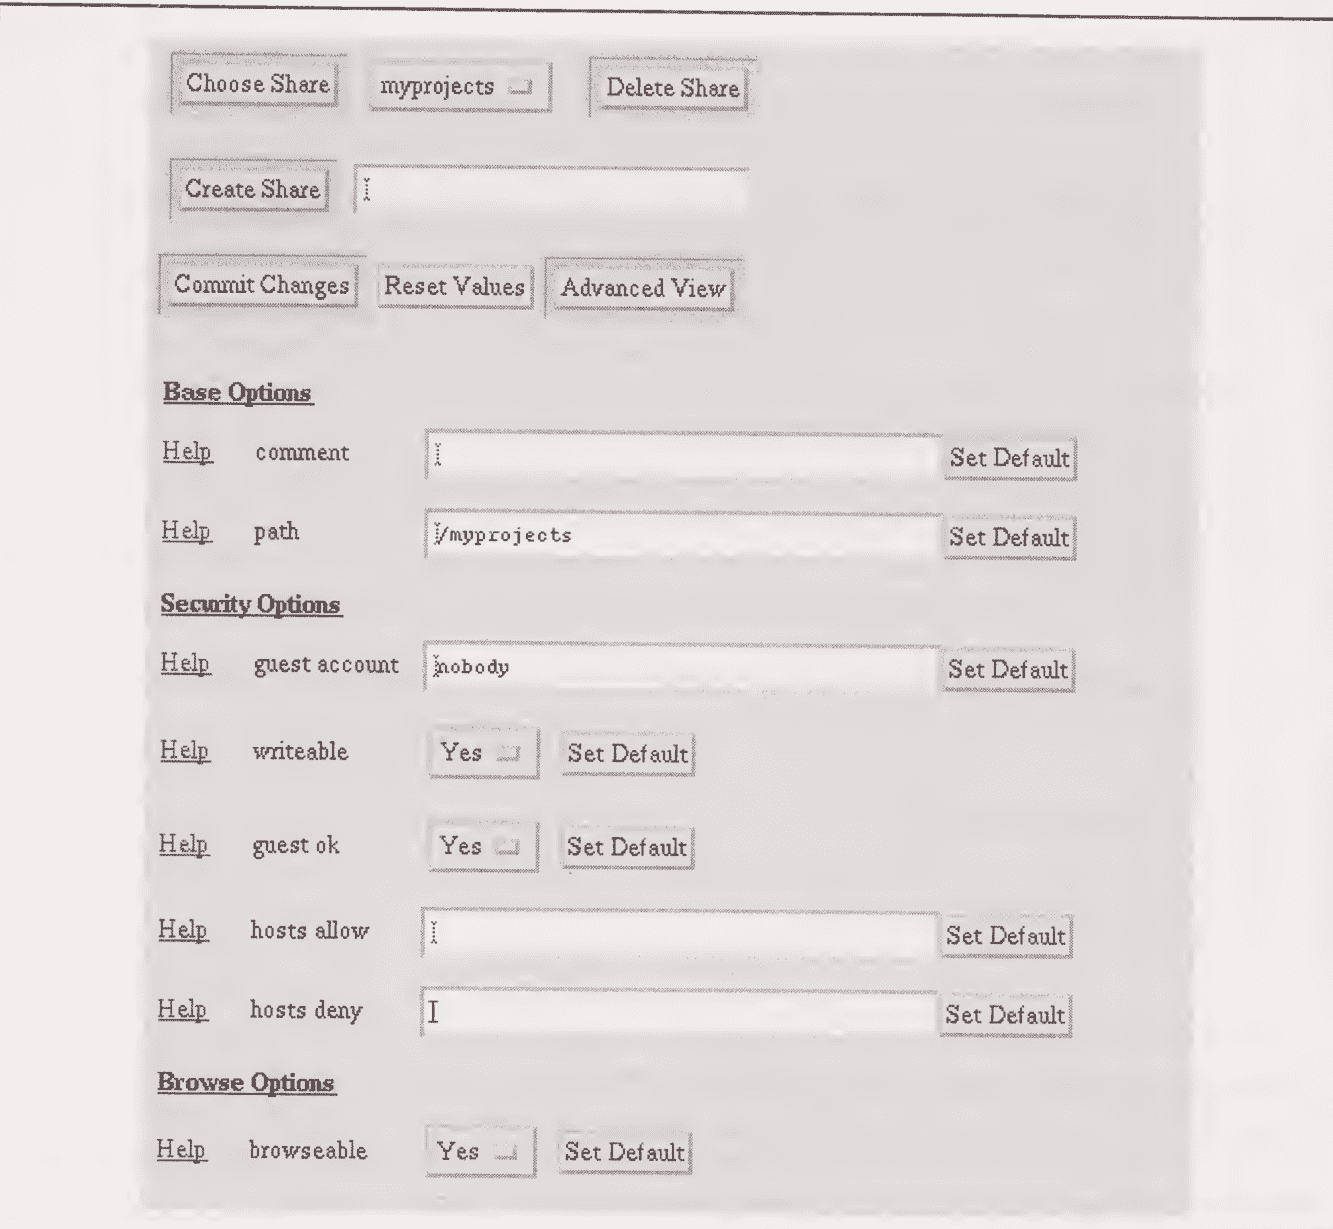 Choose Share myprojects Delete Share
Create Share
Commit Changes Reset Values Advanced View
Base Options
Help comment Set Default
Help path /myprojects Set Default
Security Options
Help guest account nobody Set Default
Help writeable Yes Set Default
Help guest ok Yes Set Default
Help hosts allow Set Default
Help hosts deny Set Default
Browse Options
Help browseable Yes Set Default